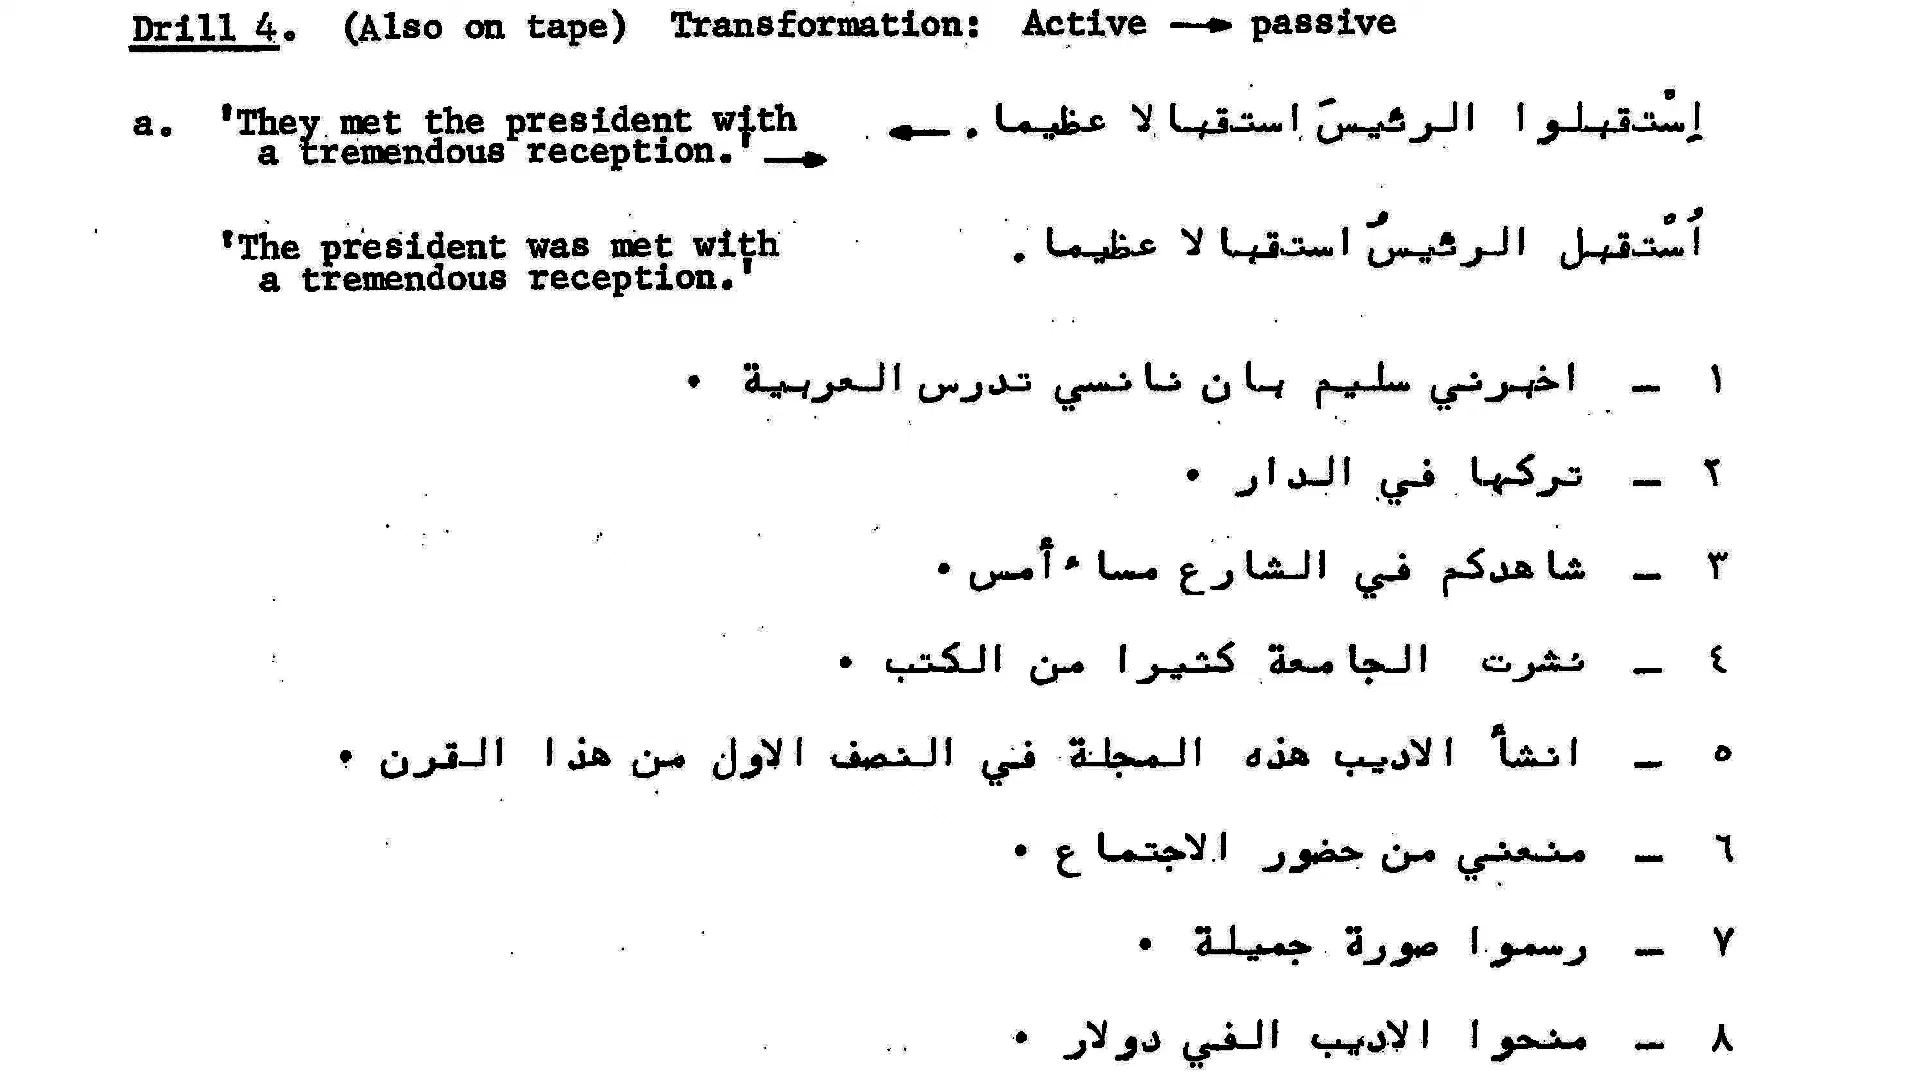 Drill 4. (Also on tape) Transformation: Active → passive
a. 'They met the president with إسْتقبلوا الرئيسَ استقبالا عظيما . ←
a tremendous reception.' →
'The president was met with أُسْتقبل الرئيسُ استقبالا عظيما .
a tremendous reception.'
١ – اخبرني سليم بان نانسي تدرس العربية .
٢ – تركها في الدار .
٣ – شاهدكم في الشارع مساء أمس .
٤ – نشرت الجامعة كثيرا من الكتب .
٥ – انشأ الاديب هذه المجلة في النصف الاول من هذا القرن .
٦ – منعني من حضور الاجتماع .
٧ – رسموا صورة جميلة .
٨ – منحوا الاديب الفي دولار .